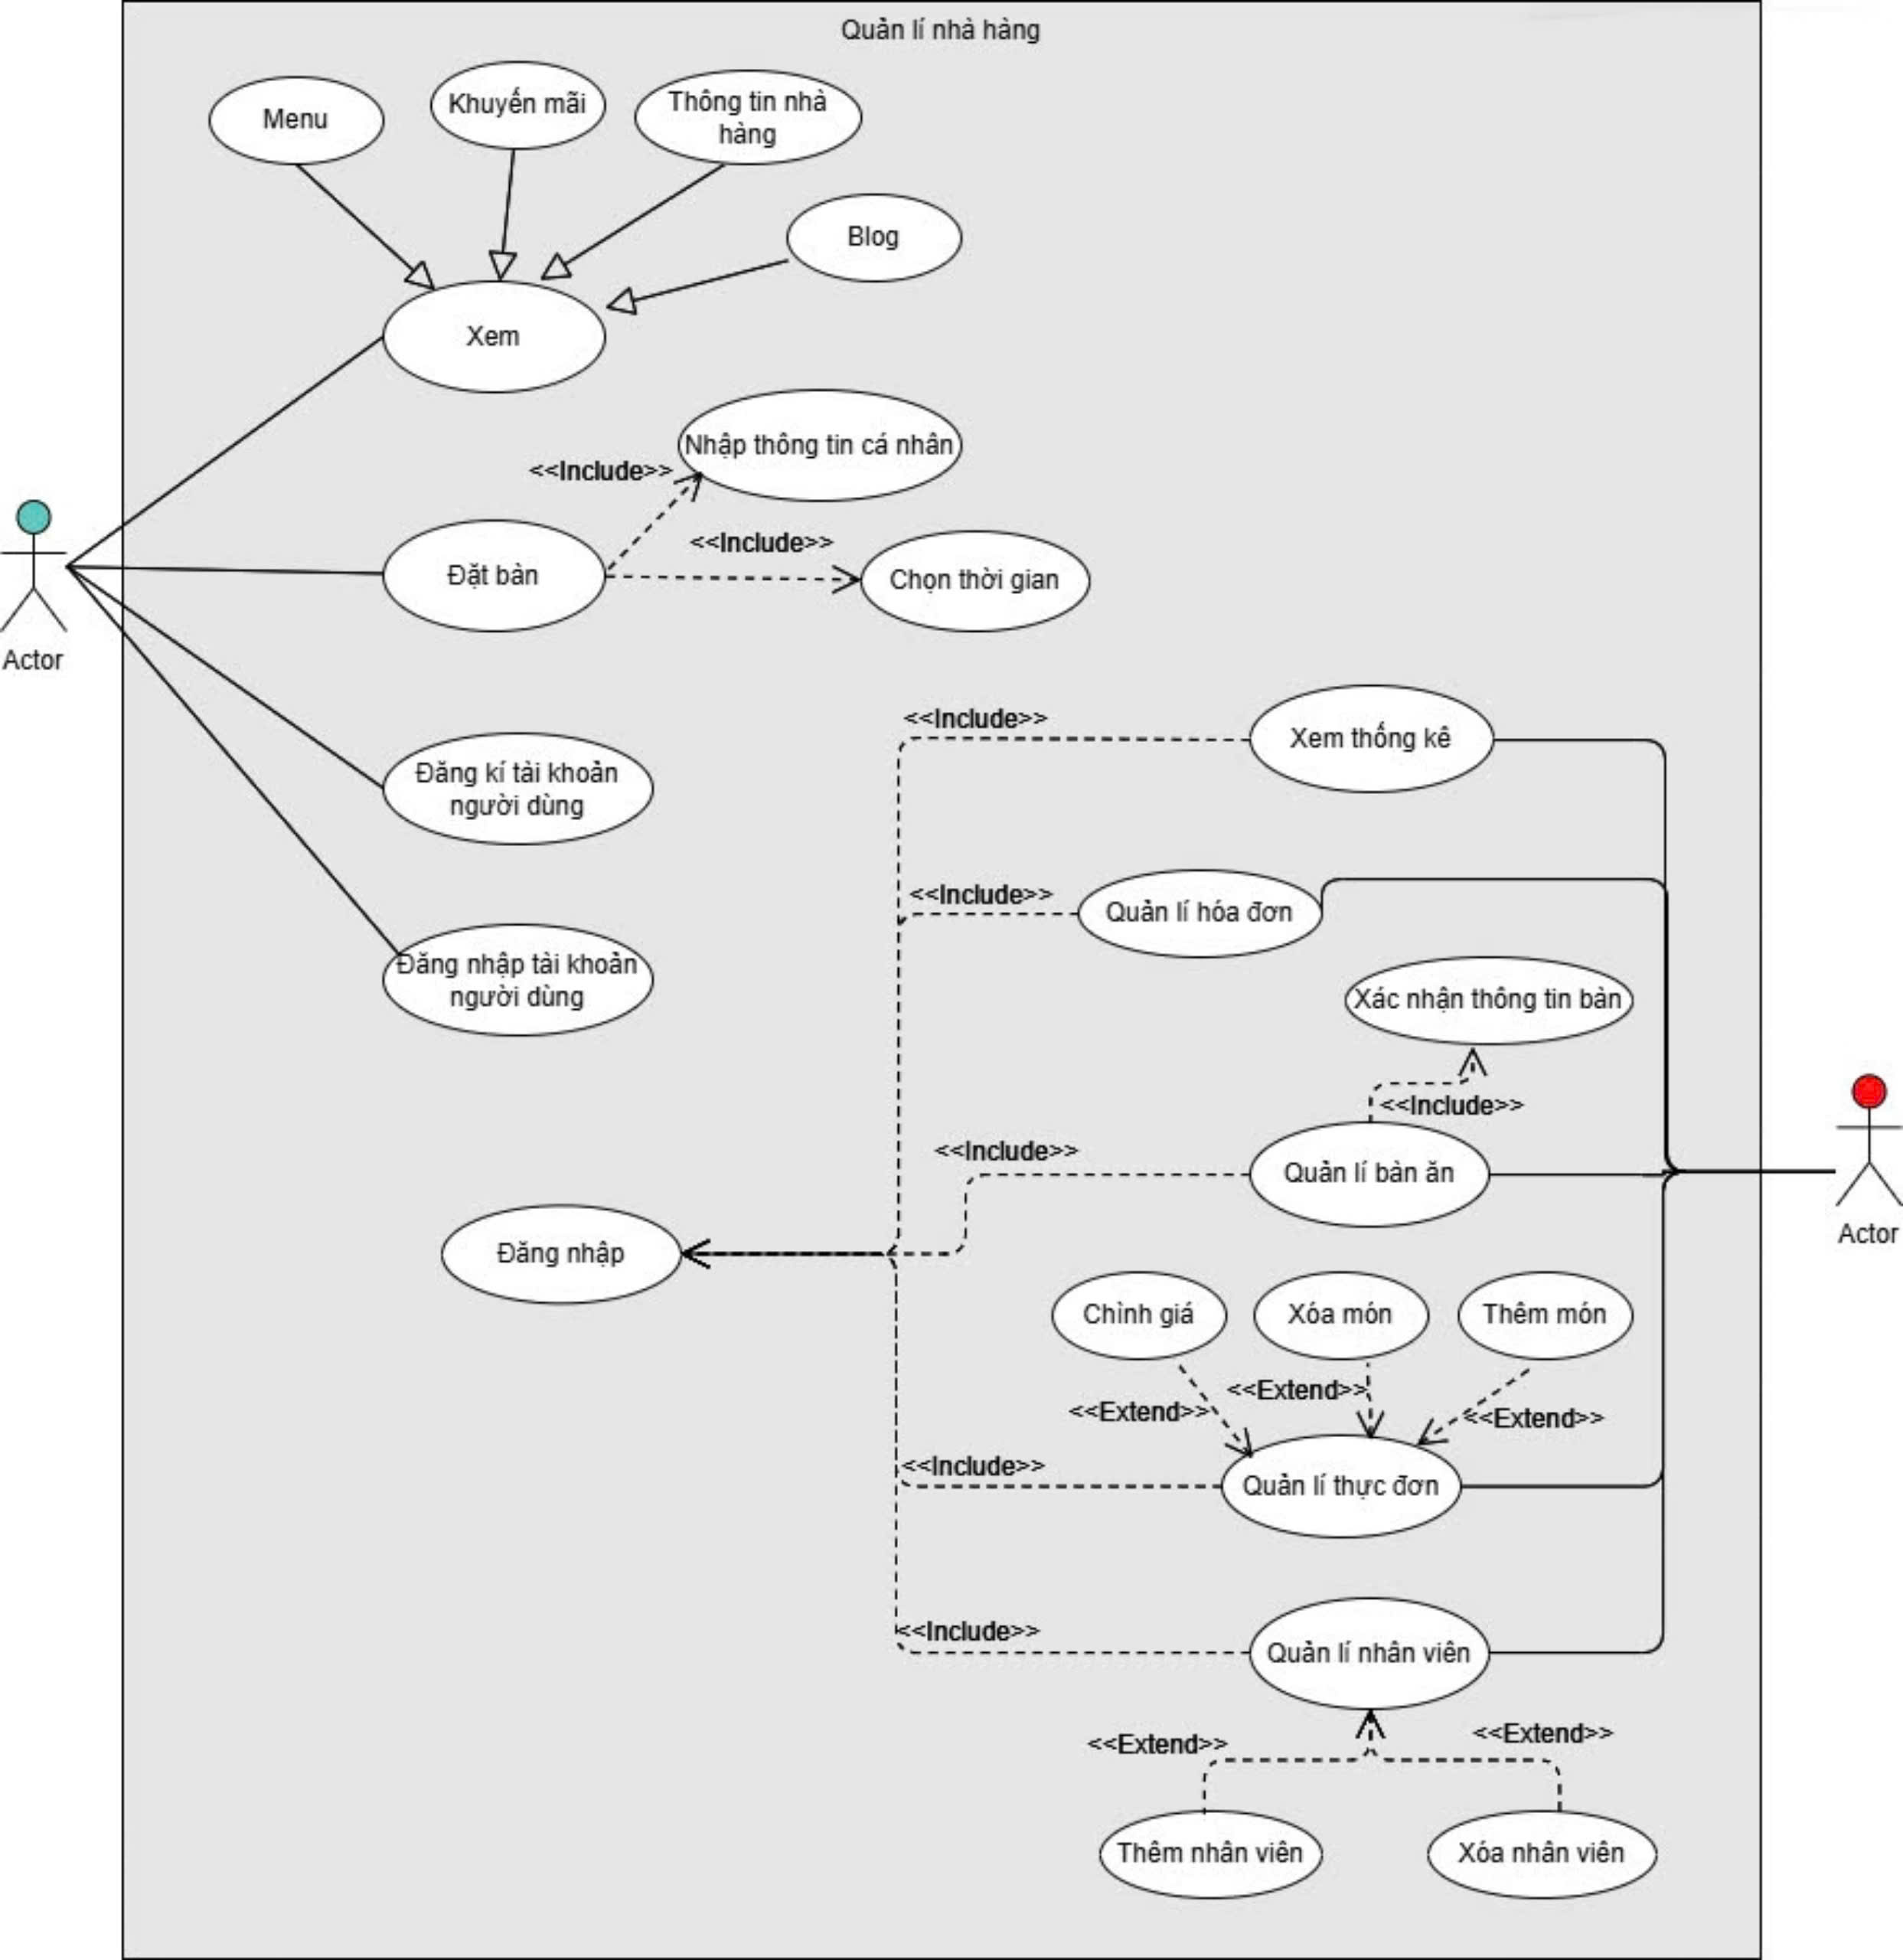 Quản lí nhà hàng
Menu
Khuyến mãi
Thông tin nhà
hàng
Blog
Xem
Nhập thông tin cá nhân
<<Include>>
<<Include>>
Đặt bàn
Chọn thời gian
Actor
<<Include>>
Xem thống kê
Đăng kí tài khoản
người dùng
<<Include>>
Quản lí hóa đơn
Đăng nhập tài khoản
người dùng
Xác nhận thông tin bàn
<<Include>>
<<Include>>
Quản lí bàn ăn
Actor
Đăng nhập
Chỉnh giá
Xóa món
Thêm món
<<Extend>>
<<Extend>>
<<Extend>>
<<Include>>
Quản lí thực đơn
<<Include>>
Quản lí nhân viên
<<Extend>>
<<Extend>>
Thêm nhân viên
Xóa nhân viên